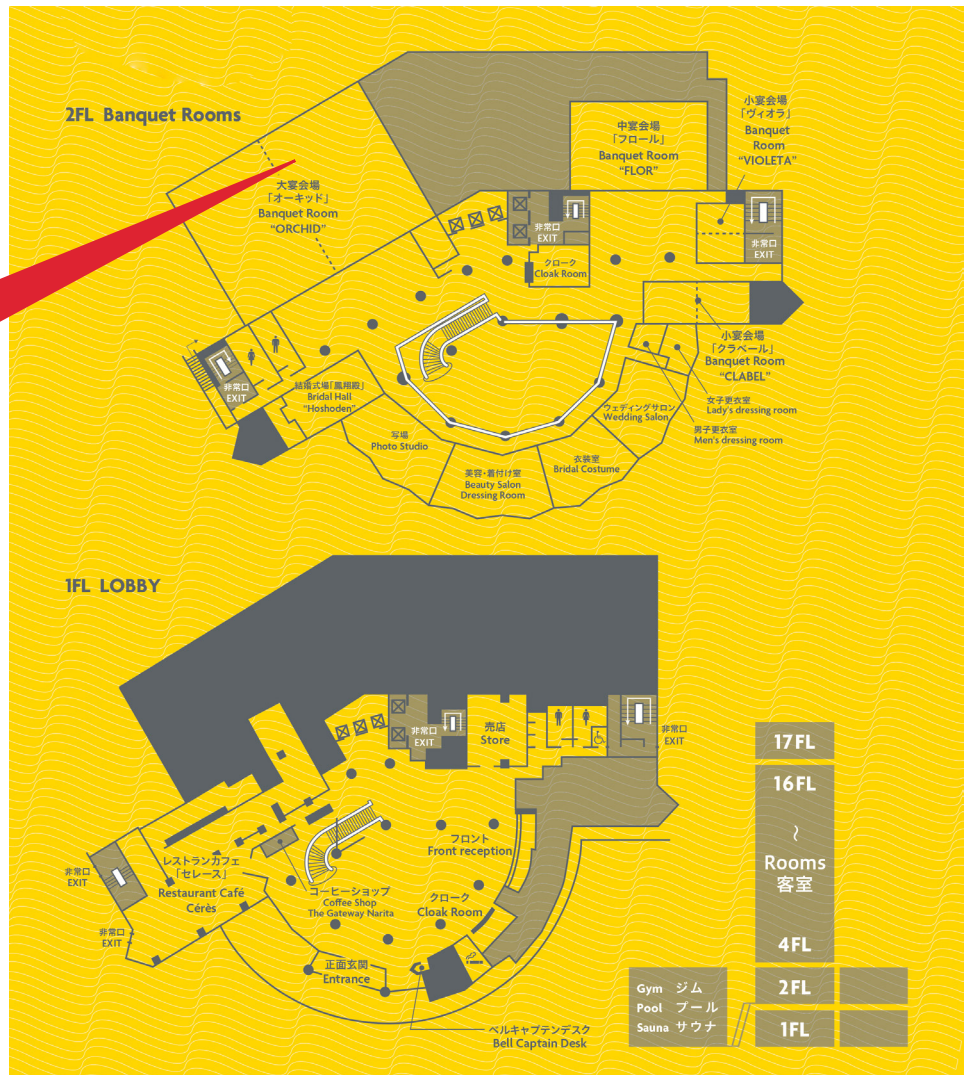 2FL Banquet Rooms
小宴会場
「ヴィオラ」
Banquet
Room
“VIOLETA”
中宴会場
「フロール」
Banquet Room
“FLOR”
大宴会場
「オーキッド」
Banquet Room
“ORCHID”
非常口
EXIT
非常口
EXIT
クローク
Cloak Room
小宴会場
「クラベール」
Banquet Room
“CLABEL”
非常口
EXIT
結婚式場「鳳翔殿」
Bridal Hall
“Hoshoden”
女子更衣室
Lady's dressing room
ウェディングサロン
Wedding Salon
男子更衣室
Men's dressing room
写場
Photo Studio
衣装室
Bridal Costume
美容・着付け室
Beauty Salon
Dressing Room
1FL LOBBY
非常口
EXIT
売店
Store
非常口
EXIT
17FL
16FL
〜
Rooms
客室
4FL
フロント
Front reception
レストランカフェ
「セレース」
Restaurant Café
Cérès
非常口
EXIT
コーヒーショップ
Coffee Shop
The Gateway Narita
クローク
Cloak Room
非常口
EXIT
正面玄関
Entrance
Gym ジム
Pool プール
Sauna サウナ
2FL
1FL
ベルキャプテンデスク
Bell Captain Desk